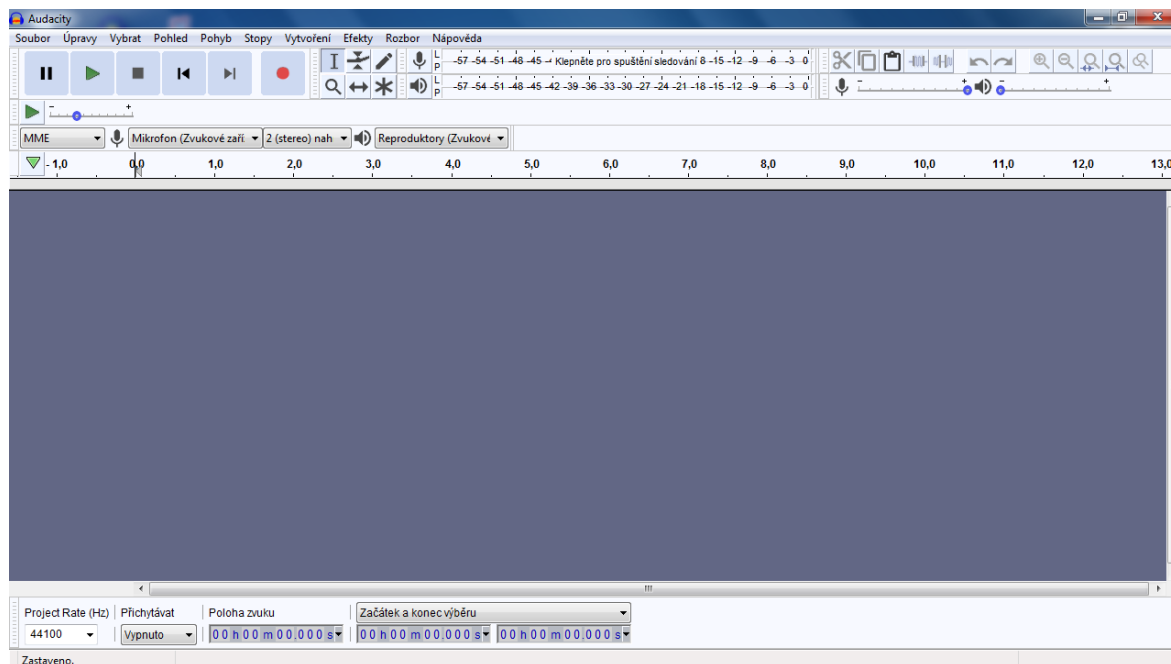 Audacity
Soubor Úpravy Vybrat Pohled Pohyb Stopy Vytvoření Efekty Rozbor Nápověda
L
P
-57 -54 -51 -48 -45 -4 Klepněte pro spuštění sledování 8 -15 -12 -9 -6 -3 0
L
P
-57 -54 -51 -48 -45 -42 -39 -36 -33 -30 -27 -24 -21 -18 -15 -12 -9 -6 -3 0
MME Mikrofon (Zvukové zaří 2 (stereo) nah Reproduktory (Zvukové
- 1,0 0,0 1,0 2,0 3,0 4,0 5,0 6,0 7,0 8,0 9,0 10,0 11,0 12,0 13,0
Project Rate (Hz) Přichytávat Poloha zvuku Začátek a konec výběru
44100 Vypnuto 00 h 00 m 00.000 s 00 h 00 m 00.000 s 00 h 00 m 00.000 s
Zastaveno.